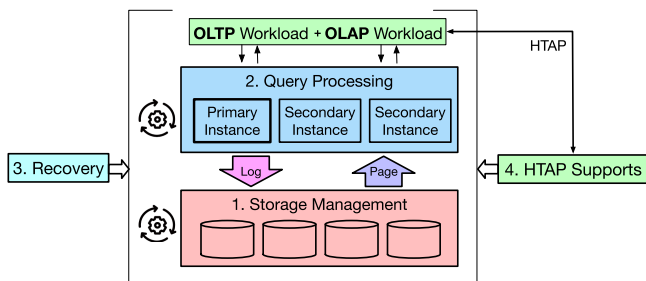 OLTP Workload + OLAP Workload
HTAP
2. Query Processing
Primary Instance
Secondary Instance
Secondary Instance
3. Recovery
Log
Page
4. HTAP Supports
1. Storage Management